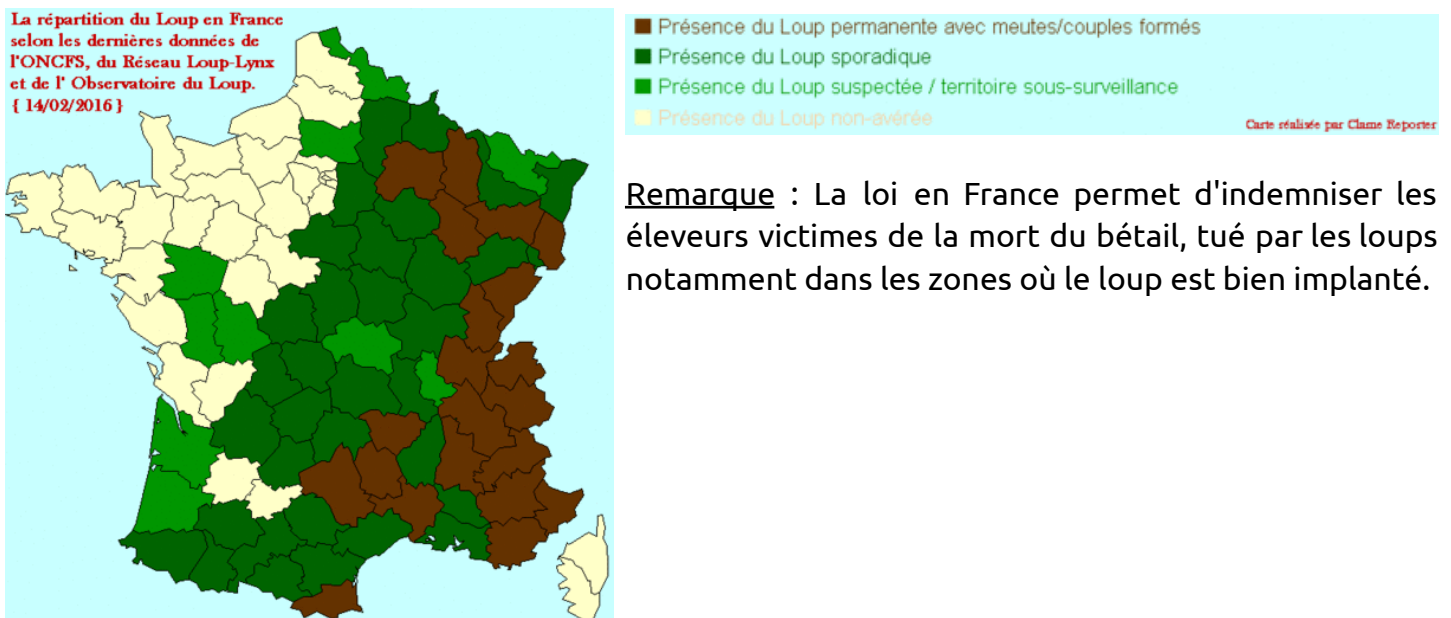 La répartition du Loup en France
selon les dernières données de
l'ONCFS, du Réseau Loup-Lynx
et de l' Observatoire du Loup.
{ 14/02/2016 }
Présence du Loup permanente avec meutes/couples formés
Présence du Loup sporadique
Présence du Loup suspectée / territoire sous-surveillance
Présence du Loup non-avérée
Carte réalisée par Clame Reporter
Remarque : La loi en France permet d'indemniser les
éleveurs victimes de la mort du bétail, tué par les loups
notamment dans les zones où le loup est bien implanté.